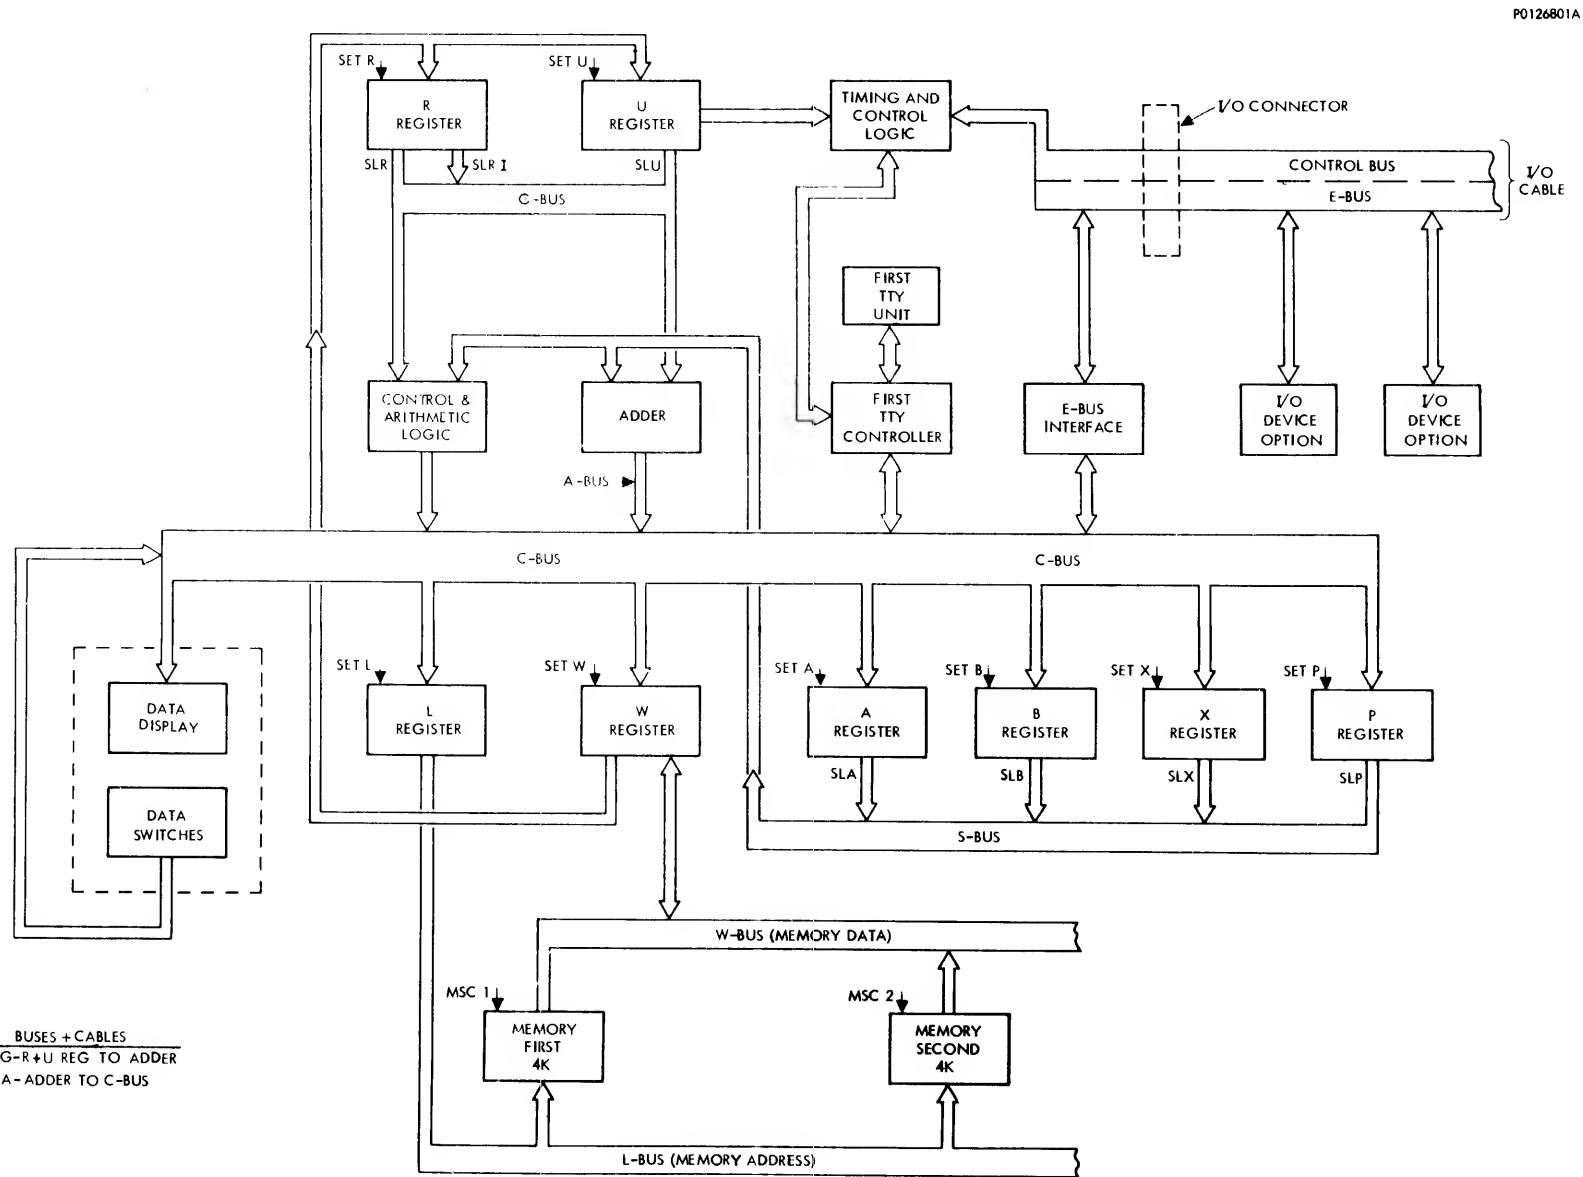 P0126801A
SET R
SET U
R
REGISTER
U
REGISTER
TIMING AND
CONTROL
LOGIC
I/O CONNECTOR
SLR
SLR I
SLU
CONTROL BUS
E-BUS
I/O
CABLE
C-BUS
FIRST
TTY
UNIT
CONTROL &
ARITHMETIC
LOGIC
ADDER
FIRST
TTY
CONTROLLER
E-BUS
INTERFACE
I/O
DEVICE
OPTION
I/O
DEVICE
OPTION
A-BUS
C-BUS
C-BUS
SET L
SET W
SET A
SET B
SET X
SET P
DATA
DISPLAY
L
REGISTER
W
REGISTER
A
REGISTER
B
REGISTER
X
REGISTER
P
REGISTER
SLA
SLB
SLX
SLP
DATA
SWITCHES
S-BUS
W-BUS (MEMORY DATA)
MSC 1
MSC 2
MEMORY
FIRST
4K
MEMORY
SECOND
4K
BUSES + CABLES
G-R+U REG TO ADDER
A-ADDER TO C-BUS
L-BUS (MEMORY ADDRESS)